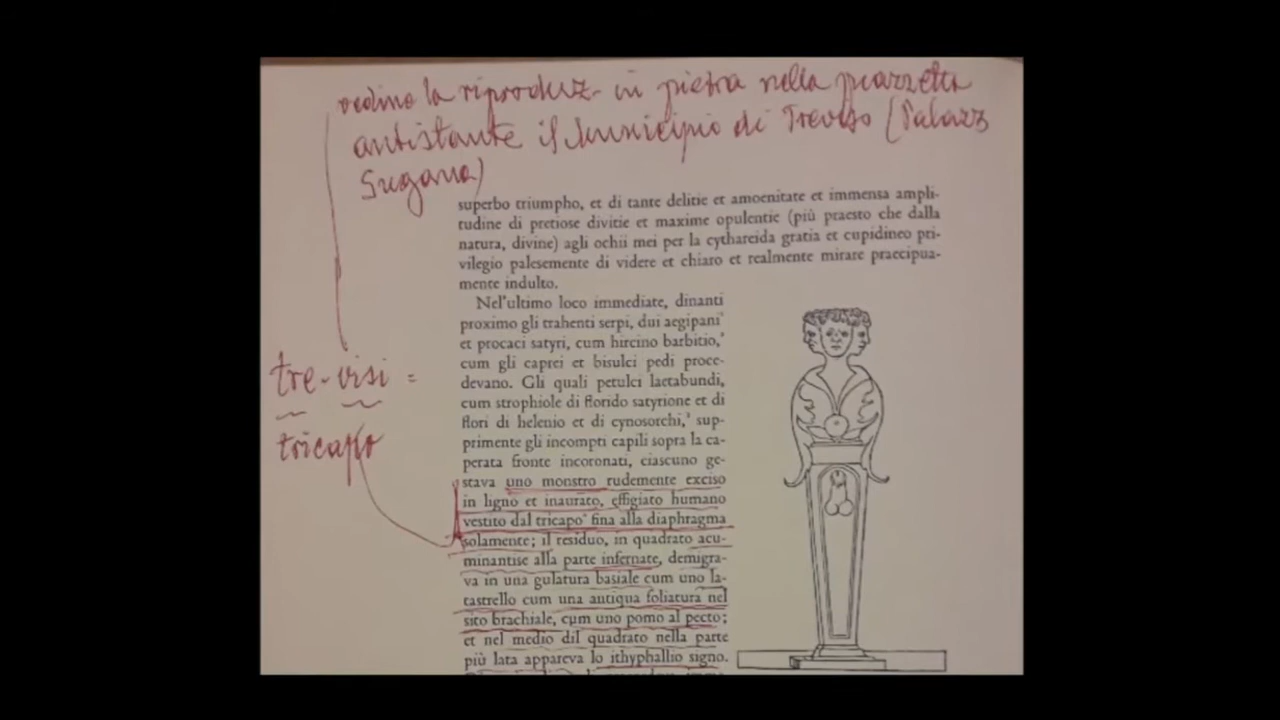 vedine la riproduz. in pietra nella piazzetta
antistante il Municipio di Treviso (Palazz
Sugana)
superbo triumpho, et di tante delitie et amoenitate et immensa ampli-
tudine di pretiose divitie et maxime opulentie (più praesto che dalla
natura, divine) agli ochii mei per la cythareida gratia et cupidineo pri-
vilegio palesemente di videre et chiaro et realmente mirare praecipua-
mente indulto.
Nel'ultimo loco immediate, dinanti
proximo gli trahenti serpi, dui aegipani
et procaci satyri, cum hircino barbitio,
cum gli caprei et bisulci pedi proce-
devano. Gli quali petulci lactabundi,
cum strophiole di florido satyrione et di
flori di helenio et di cynosorchi, sup-
primente gli incompti capili sopra la ca-
perata fronte incoronati, ciascuno ge-
stava uno monstro rudemente exciso
in ligno et inaurato, effigiato humano
vestito dal tricapo fina alla diaphragma
solamente; il residuo, in quadrato acu-
minantise alla parte infernate, demigra-
va in una gulatura basiale cum uno la-
tastrello cum una antiqua foliatura nel
sito brachiale, cum uno pomo al pecto;
et nel medio dil quadrato nella parte
più lata appareva lo ithyphallio signo.
tre-visi =
tricapo